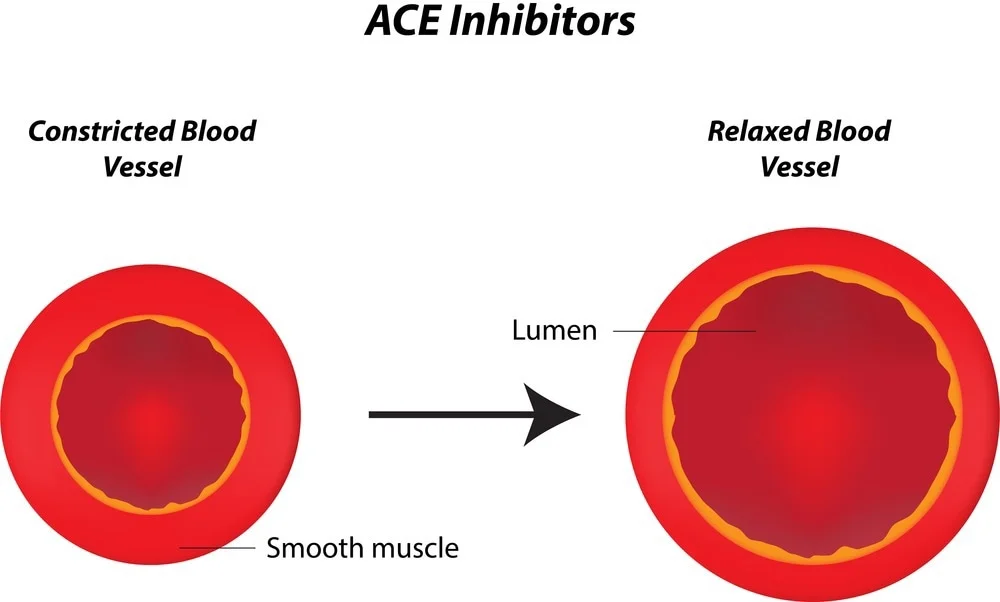 ACE Inhibitors
Constricted Blood
Vessel
Relaxed Blood
Vessel
Lumen
Smooth muscle